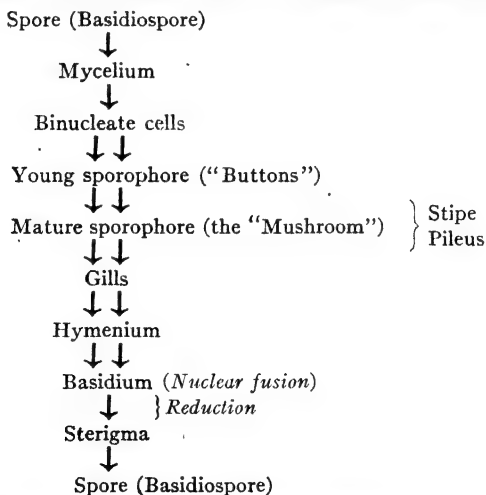 Spore (Basidiospore)
Mycelium
Binucleate cells
Young sporophore ("Buttons")
Mature sporophore (the "Mushroom") } Stipe
Pileus
Gills
Hymenium
Basidium (Nuclear fusion)
} Reduction
Sterigma
Spore (Basidiospore)